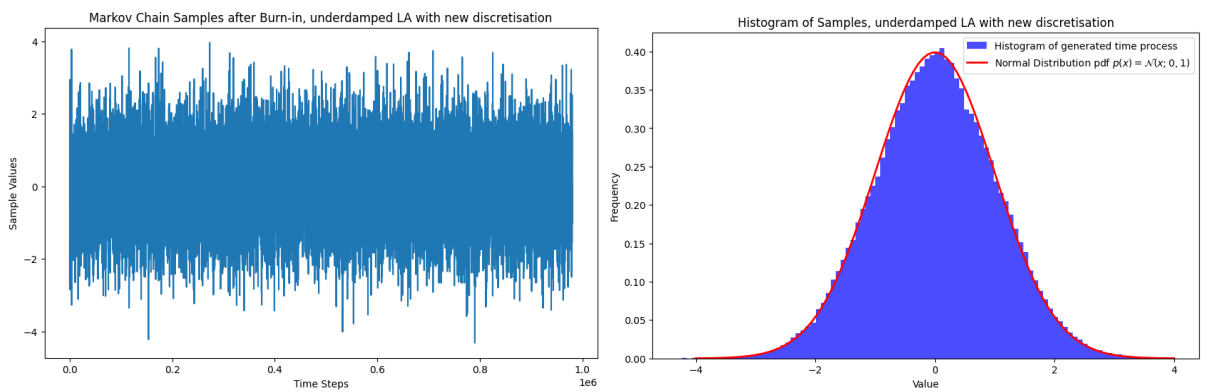 Markov Chain Samples after Burn-in, underdamped LA with new discretisation
Sample Values
4
2
0
−2
−4
0.0
0.2
0.4
0.6
0.8
1.0
1e6
Time Steps
Histogram of Samples, underdamped LA with new discretisation
Histogram of generated time process
Normal Distribution pdf p(x) = 𝒩(x; 0, 1)
Frequency
0.40
0.35
0.30
0.25
0.20
0.15
0.10
0.05
0.00
−4
−2
0
2
4
Value